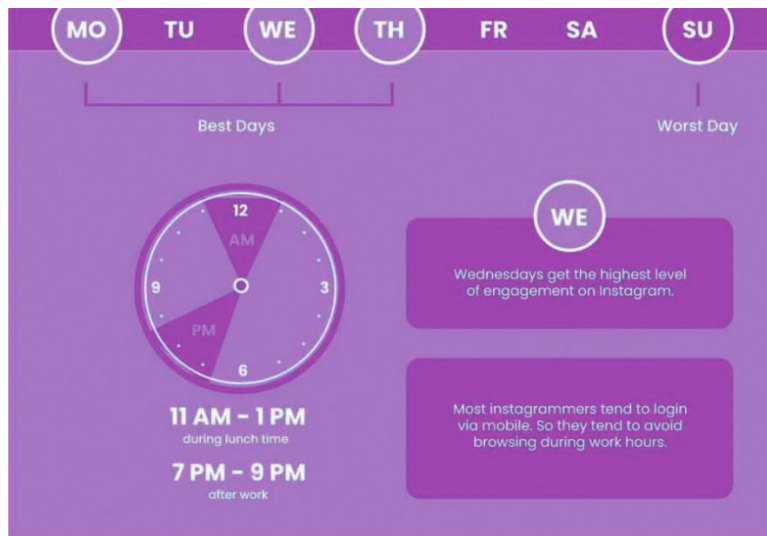 MO TU WE TH FR SA SU
Best Days
Worst Day
12
AM
9
3
PM
6
11 AM – 1 PM
during lunch time
7 PM – 9 PM
after work
WE
Wednesdays get the highest level
of engagement on Instagram.
Most instagrammers tend to login
via mobile. So they tend to avoid
browsing during work hours.